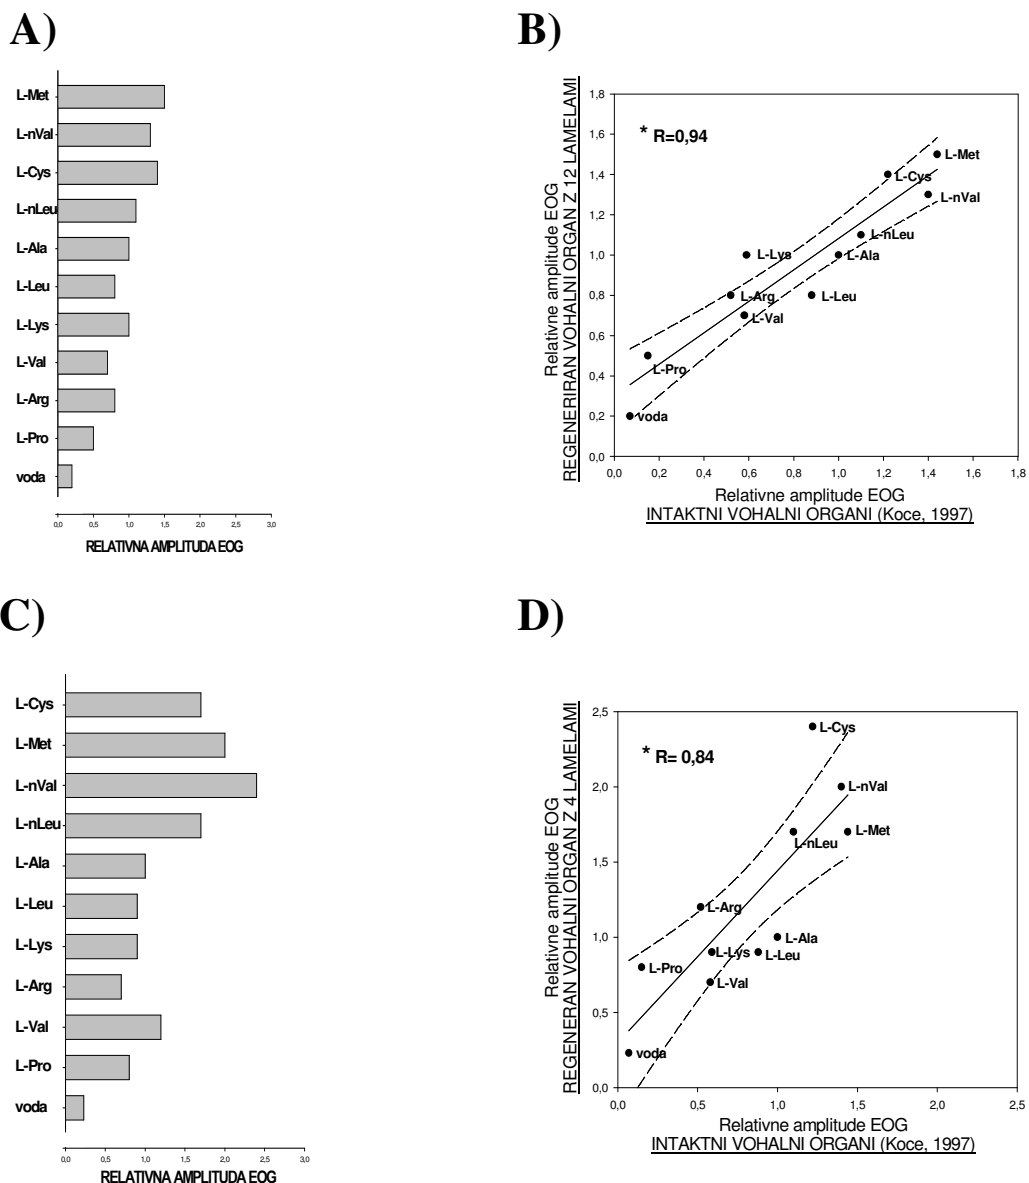 A)
L-Met
L-nVal
L-Cys
L-nLeu
L-Ala
L-Leu
L-Lys
L-Val
L-Arg
L-Pro
voda
0,0 0,5 1,0 1,5 2,0 2,5 3,0
RELATIVNA AMPLITUDA EOG
B)
Relativne amplitude EOG
REGENERIRAN VOHALNI ORGAN Z 12 LAMELAMI
1,8
1,6
1,4
1,2
1,0
0,8
0,6
0,4
0,2
0,0
* R=0,94
L-Met
L-Cys
L-nVal
L-nLeu
L-Lys
L-Ala
L-Arg
L-Leu
L-Val
L-Pro
voda
0,0 0,2 0,4 0,6 0,8 1,0 1,2 1,4 1,6 1,8
Relativne amplitude EOG
INTAKTNI VOHALNI ORGANI (Koce, 1997)
C)
L-Cys
L-Met
L-nVal
L-nLeu
L-Ala
L-Leu
L-Lys
L-Arg
L-Val
L-Pro
voda
0,0 0,5 1,0 1,5 2,0 2,5 3,0
RELATIVNA AMPLITUDA EOG
D)
Relativne amplitude EOG
REGENERAN VOHALNI ORGAN Z 4 LAMELAMI
2,5
2,0
1,5
1,0
0,5
0,0
* R= 0,84
L-Cys
L-nVal
L-Met
L-nLeu
L-Arg
L-Ala
L-Lys
L-Leu
L-Pro
L-Val
voda
0,0 0,5 1,0 1,5 2,0 2,5
Relativne amplitude EOG
INTAKTNI VOHALNI ORGANI (Koce, 1997)